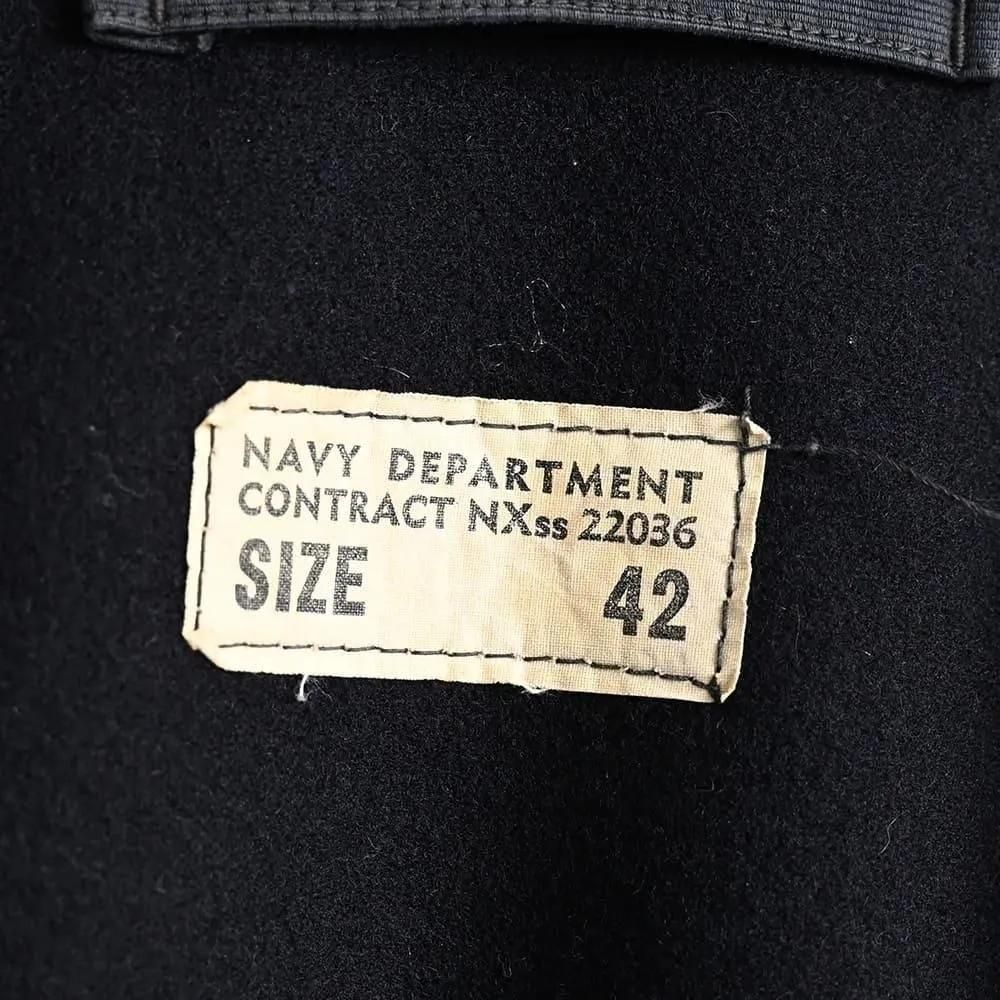 NAVY DEPARTMENT
CONTRACT NXss 22036
SIZE 42